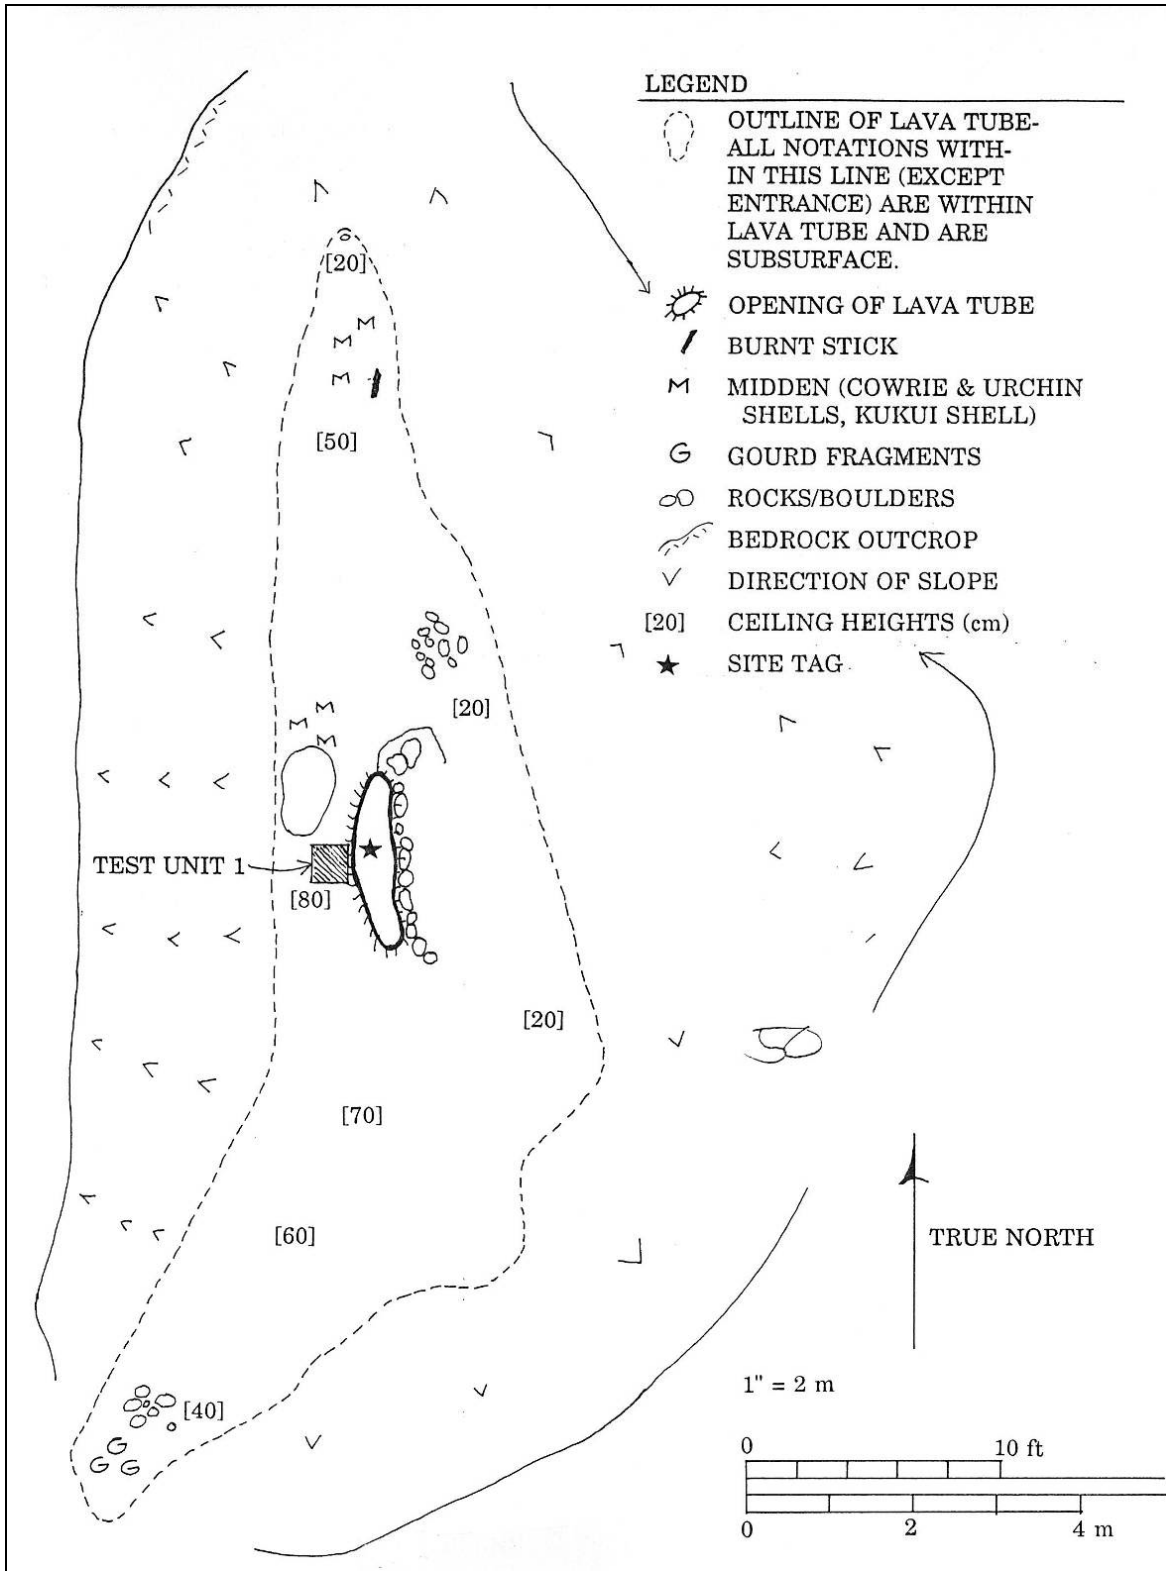 LEGEND
OUTLINE OF LAVA TUBE-
ALL NOTATIONS WITH-
IN THIS LINE (EXCEPT
ENTRANCE) ARE WITHIN
LAVA TUBE AND ARE
SUBSURFACE.
OPENING OF LAVA TUBE
BURNT STICK
M MIDDEN (COWRIE & URCHIN
SHELLS, KUKUI SHELL)
G GOURD FRAGMENTS
ROCKS/BOULDERS
BEDROCK OUTCROP
DIRECTION OF SLOPE
[20] CEILING HEIGHTS (cm)
SITE TAG
[20]
M
M
M
[50]
[20]
M
M
M
TEST UNIT 1
[80]
[20]
[70]
[60]
TRUE NORTH
[40]
G
G G
1" = 2 m
0 10 ft
0 2 4 m